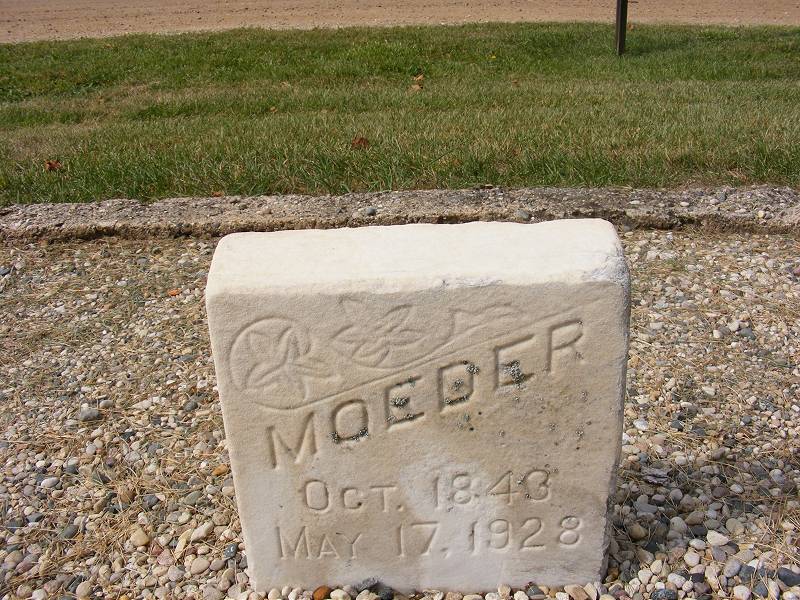 MOEDER
OCT. 1843
MAY 17, 1928